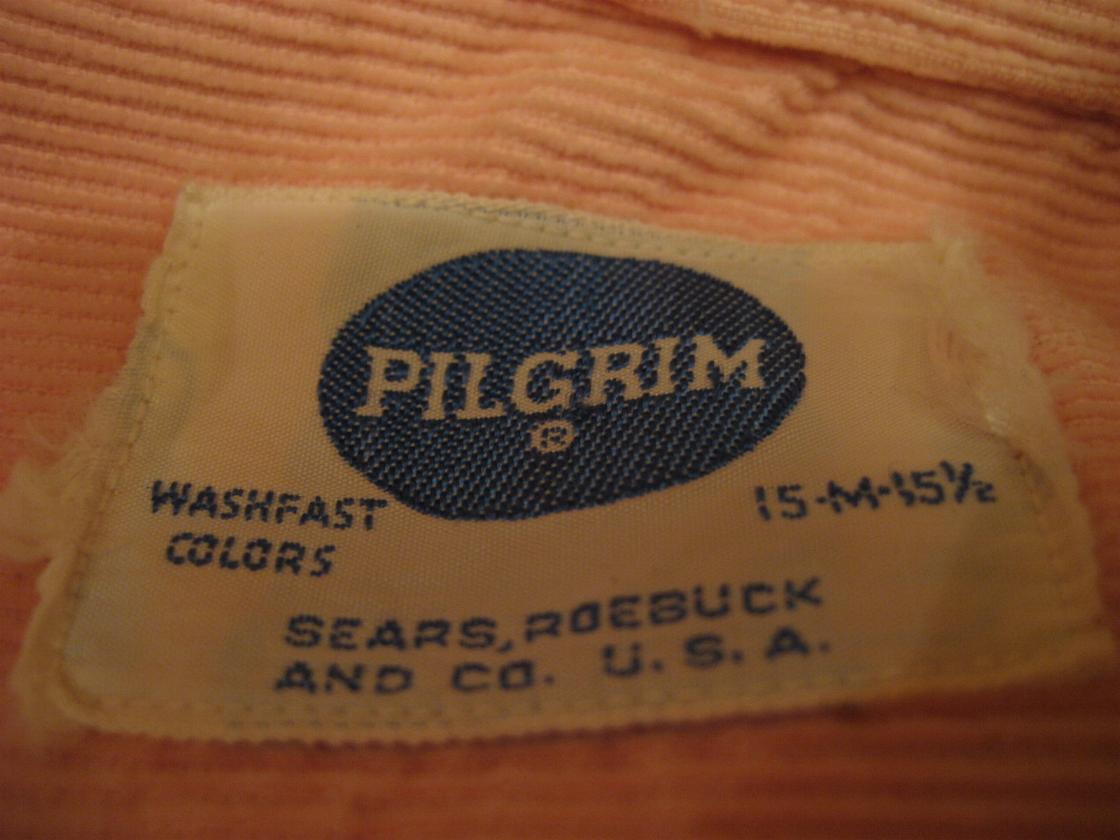 PILGRIM
®
WASHFAST
COLORS
15-M-15½
SEARS, ROEBUCK
AND CO. U.S.A.